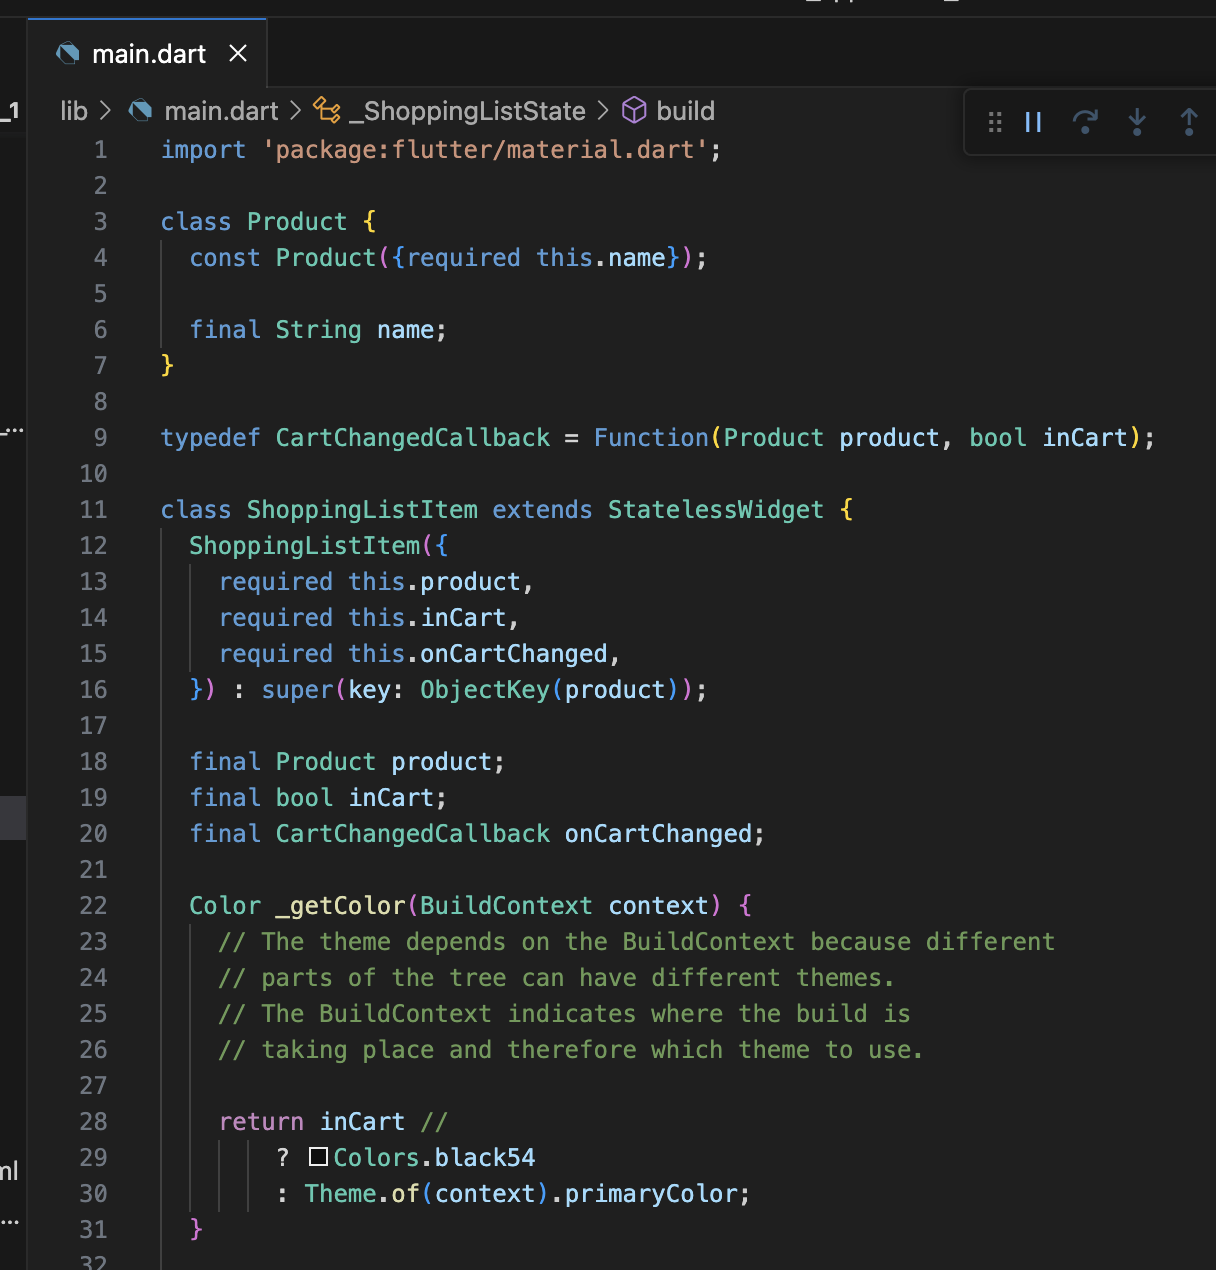 main.dart
_1
lib > main.dart > _ShoppingListState > build
1 import 'package:flutter/material.dart';
2
3 class Product {
4 const Product({required this.name});
5
6 final String name;
7 }
8
_...
9 typedef CartChangedCallback = Function(Product product, bool inCart);
10
11 class ShoppingListItem extends StatelessWidget {
12 ShoppingListItem({
13 required this.product,
14 required this.inCart,
15 required this.onCartChanged,
16 }) : super(key: ObjectKey(product));
17
18 final Product product;
19 final bool inCart;
20 final CartChangedCallback onCartChanged;
21
22 Color _getColor(BuildContext context) {
23 // The theme depends on the BuildContext because different
24 // parts of the tree can have different themes.
25 // The BuildContext indicates where the build is
26 // taking place and therefore which theme to use.
27
28 return inCart //
29 ? Colors.black54
ml
30 : Theme.of(context).primaryColor;
...
31 }
32